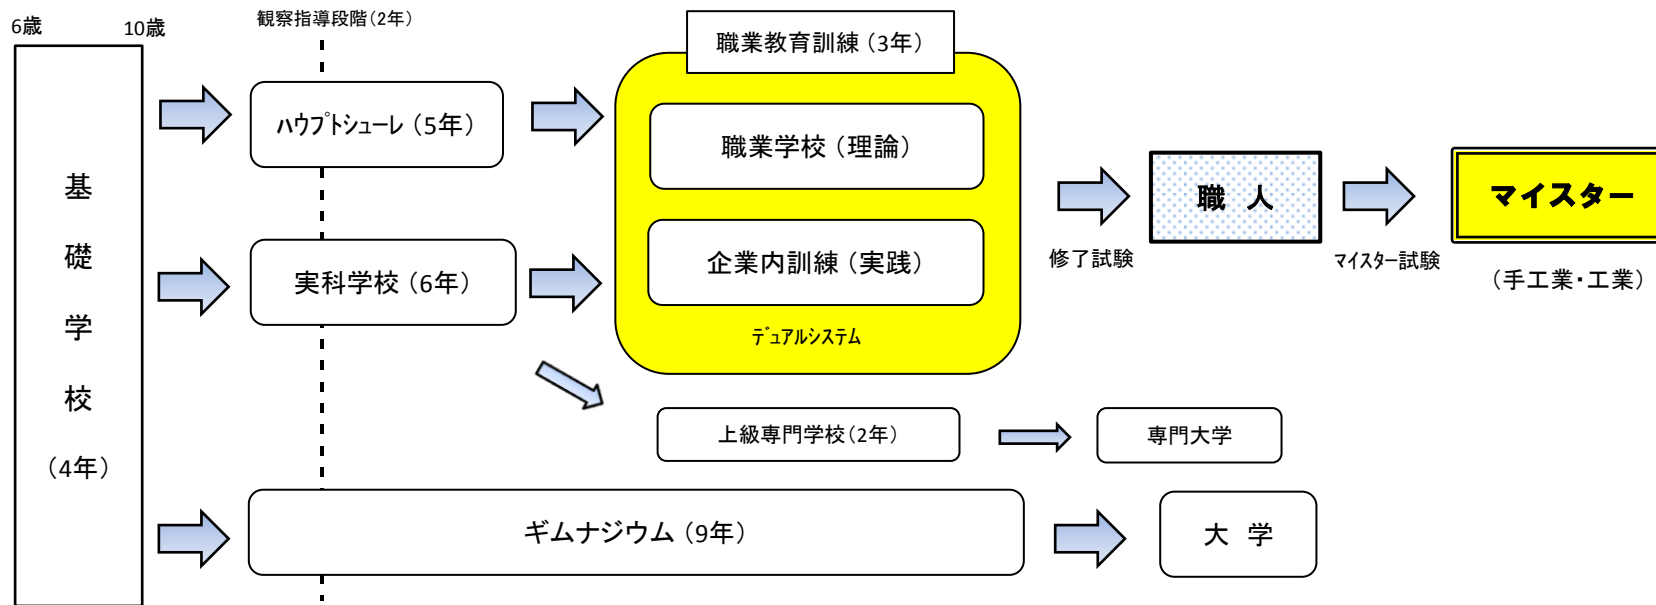 6歳
10歳
観察指導段階(2年)
基礎学校
(4年)
ハウプトシューレ (5年)
実科学校 (6年)
ギムナジウム (9年)
職業教育訓練 (3年)
職業学校 (理論)
企業内訓練 (実践)
デュアルシステム
上級専門学校(2年)
専門大学
大 学
修了試験
職 人
マイスター試験
マイスター
(手工業・工業)